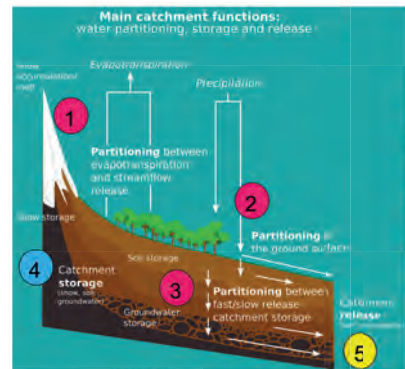 Main catchment functions:
water partitioning, storage and release
Evapotranspiration
Precipitation
melt
1
Partitioning between
evapotranspiration
and streamflow
release
2
Snow storage
Partitioning
the ground surface
Soil storage
4
Catchment
storage
(snow, soil
groundwater)
3
Partitioning between
fast/slow release
catchment storage
Groundwater
storage
Catchment
release
5